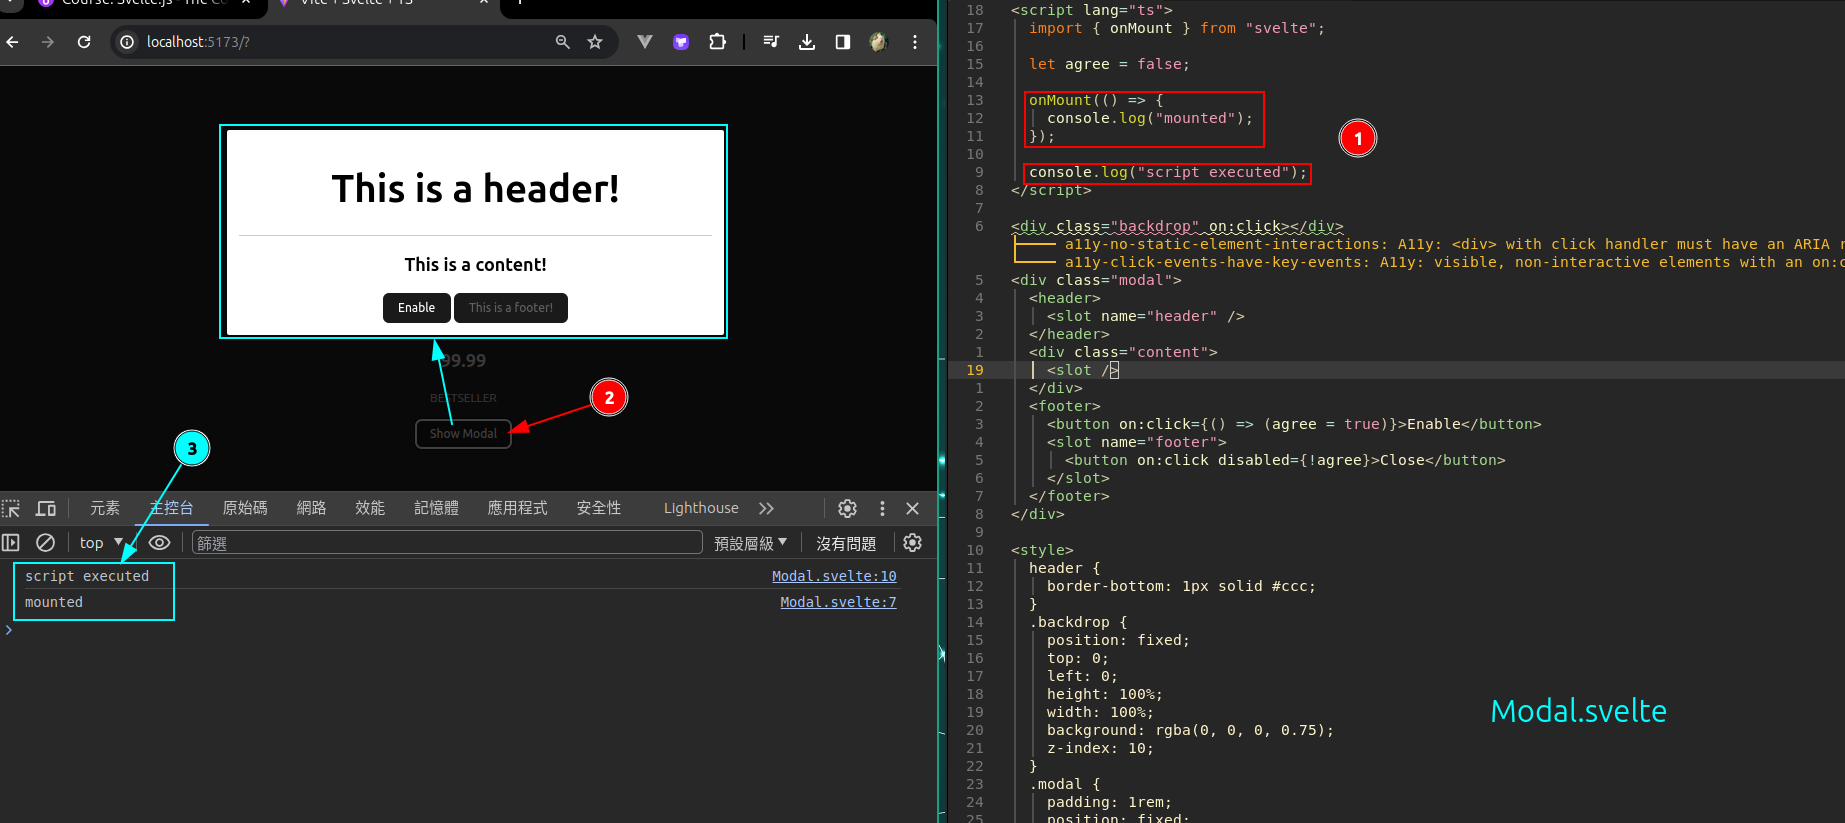 Course: Svelte.js - The Co
Vite + Svelte + TS
localhost:5173/?
This is a header!
This is a content!
Enable
This is a footer!
99.99
BESTSELLER
Show Modal
2
3
元素
主控台
原始碼
網路
效能
記憶體
應用程式
安全性
Lighthouse
top
篩選
預設層級
沒有問題
script executed
Modal.svelte:10
mounted
Modal.svelte:7
18 <script lang="ts">
17 import { onMount } from "svelte";
16
15 let agree = false;
14
13 onMount(() => {
12 console.log("mounted");
11 });
10
9 console.log("script executed");
8 </script>
7
6 <div class="backdrop" on:click></div>
a11y-no-static-element-interactions: A11y: <div> with click handler must have an ARIA
a11y-click-events-have-key-events: A11y: visible, non-interactive elements with an on:c
5 <div class="modal">
4 <header>
3 <slot name="header" />
2 </header>
1 <div class="content">
19 <slot />
1 </div>
2 <footer>
3 <button on:click={() => (agree = true)}>Enable</button>
4 <slot name="footer">
5 <button on:click disabled={!agree}>Close</button>
6 </slot>
7 </footer>
8 </div>
9
10 <style>
11 header {
12 border-bottom: 1px solid #ccc;
13 }
14 .backdrop {
15 position: fixed;
16 top: 0;
17 left: 0;
18 height: 100%;
19 width: 100%;
20 background: rgba(0, 0, 0, 0.75);
21 z-index: 10;
22 }
23 .modal {
24 padding: 1rem;
25 position: fixed;
1
Modal.svelte